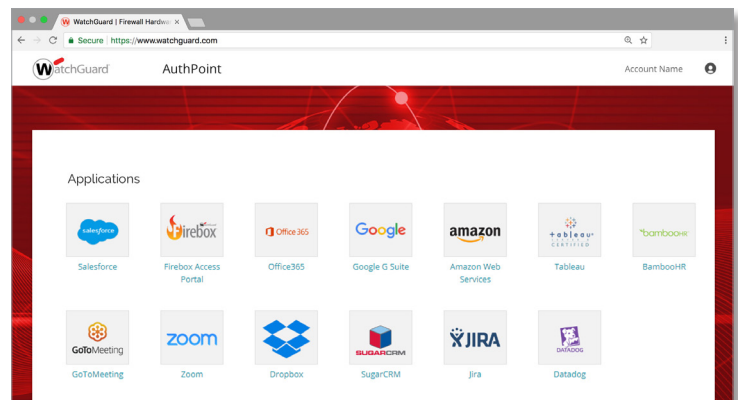 WatchGuard | Firewall Hardwa
Secure https://www.watchguard.com
WatchGuard AuthPoint Account Name
Applications
salesforce Firebox Office 365 Google amazon +ableau bambooHR
CERTIFIED
Salesforce Firebox Access Office365 Google G Suite Amazon Web Tableau BambooHR
Portal Services
GoToMeeting zoom SUGARCRM JIRA DATADOG
GoToMeeting Zoom Dropbox SugarCRM Jira Datadog